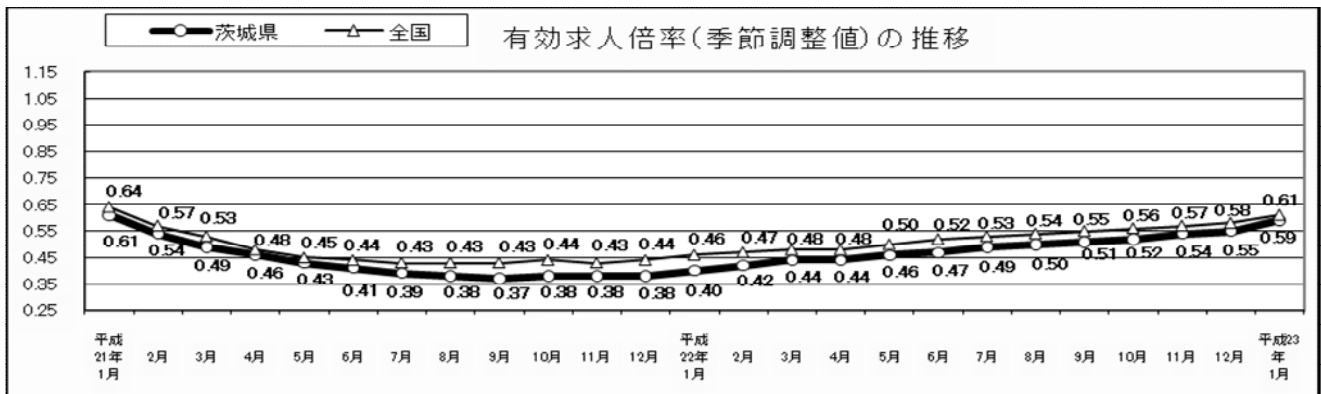 茨城県 全国 有効求人倍率(季節調整値)の推移
1.15
1.05
0.95
0.85
0.75
0.65
0.55
0.45
0.35
0.25
0.64 0.57 0.53 0.48 0.45 0.44 0.43 0.43 0.43 0.44 0.43 0.44 0.46 0.47 0.48 0.48 0.50 0.52 0.53 0.54 0.55 0.56 0.57 0.58 0.61
0.61 0.54 0.49 0.46 0.43 0.41 0.39 0.38 0.37 0.38 0.38 0.38 0.40 0.42 0.44 0.44 0.46 0.47 0.49 0.50 0.51 0.52 0.54 0.55 0.59
平成
21年
1月
2月 3月 4月 5月 6月 7月 8月 9月 10月 11月 12月
平成
22年
1月
2月 3月 4月 5月 6月 7月 8月 9月 10月 11月 12月
平成23
年
1月